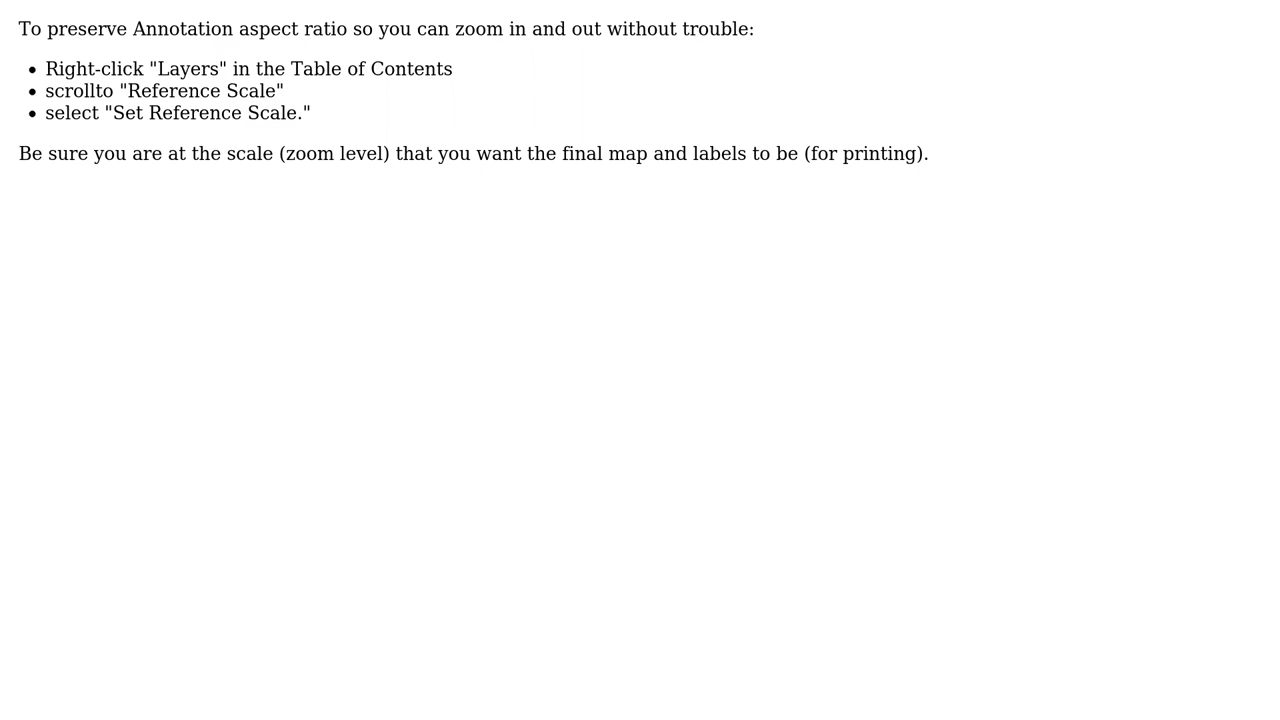 To preserve Annotation aspect ratio so you can zoom in and out without trouble:
• Right-click "Layers" in the Table of Contents
• scrollto "Reference Scale"
• select "Set Reference Scale."
Be sure you are at the scale (zoom level) that you want the final map and labels to be (for printing).